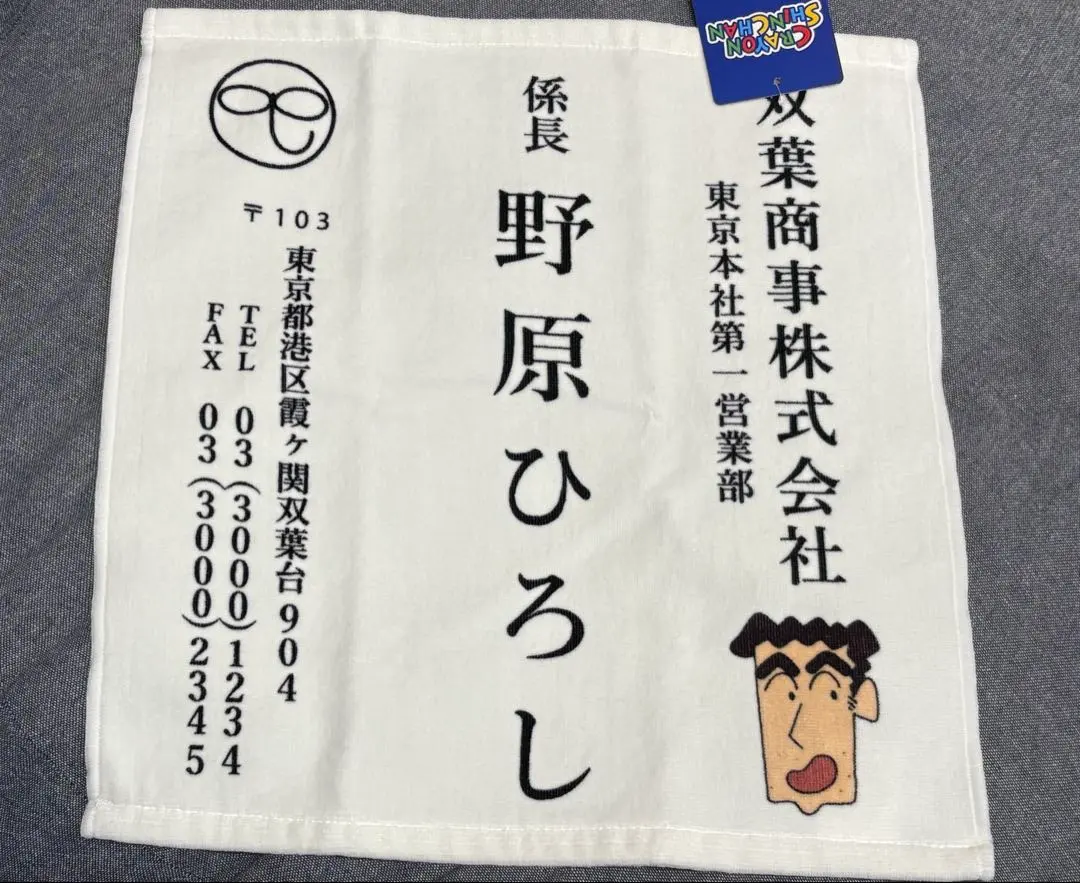 CRAYON
SHINCHAN
双葉商事株式会社
東京本社第一営業部
係長
野原ひろし
〒103
東京都港区霞ヶ関双葉台904
TEL 03(3000)1234
FAX 03(3000)2345